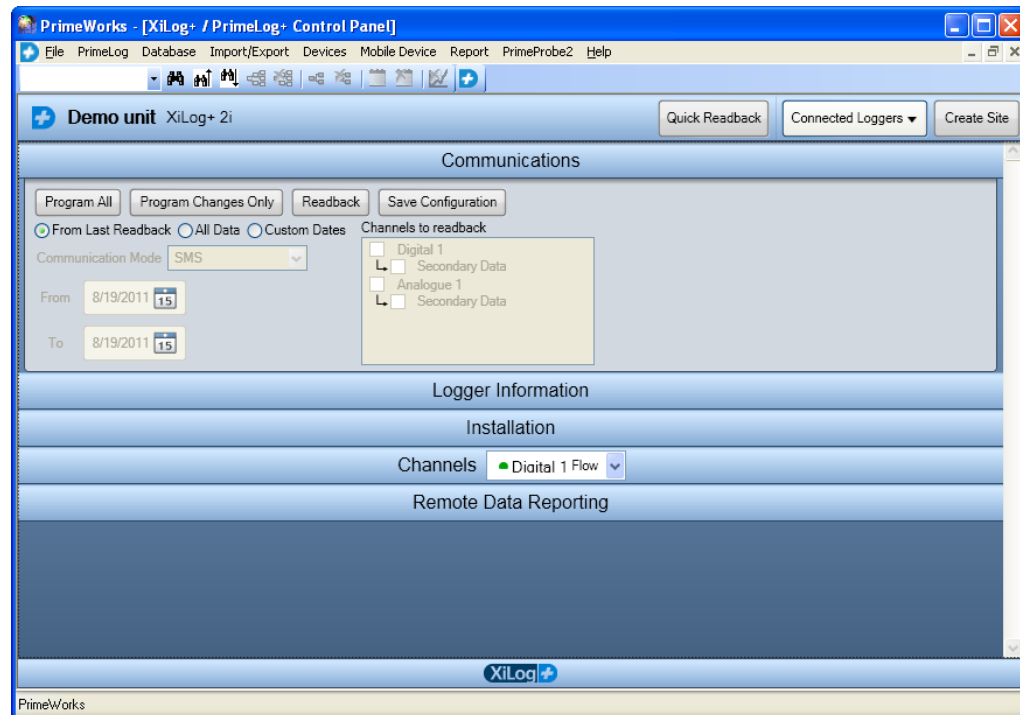 PrimeWorks - [XiLog+ / PrimeLog+ Control Panel]
File PrimeLog Database Import/Export Devices Mobile Device Report PrimeProbe2 Help
Demo unit XiLog+ 2i Quick Readback Connected Loggers Create Site
Communications
Program All Program Changes Only Readback Save Configuration
From Last Readback All Data Custom Dates Channels to readback
Digital 1
Communication Mode SMS Secondary Data
Analogue 1
From 8/19/2011 15 Secondary Data
To 8/19/2011 15
Logger Information
Installation
Channels Digital 1 Flow
Remote Data Reporting
XiLog+
PrimeWorks